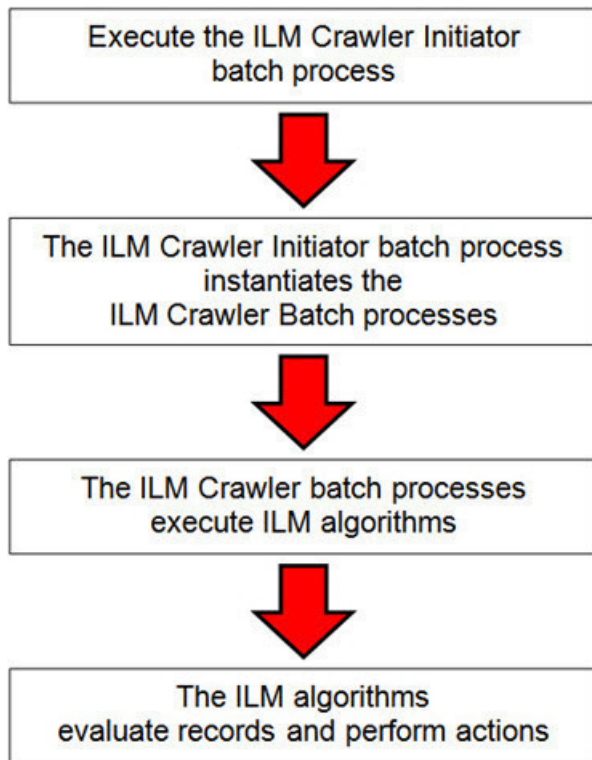 Execute the ILM Crawler Initiator
batch process
The ILM Crawler Initiator batch process
instantiates the
ILM Crawler Batch processes
The ILM Crawler batch processes
execute ILM algorithms
The ILM algorithms
evaluate records and perform actions